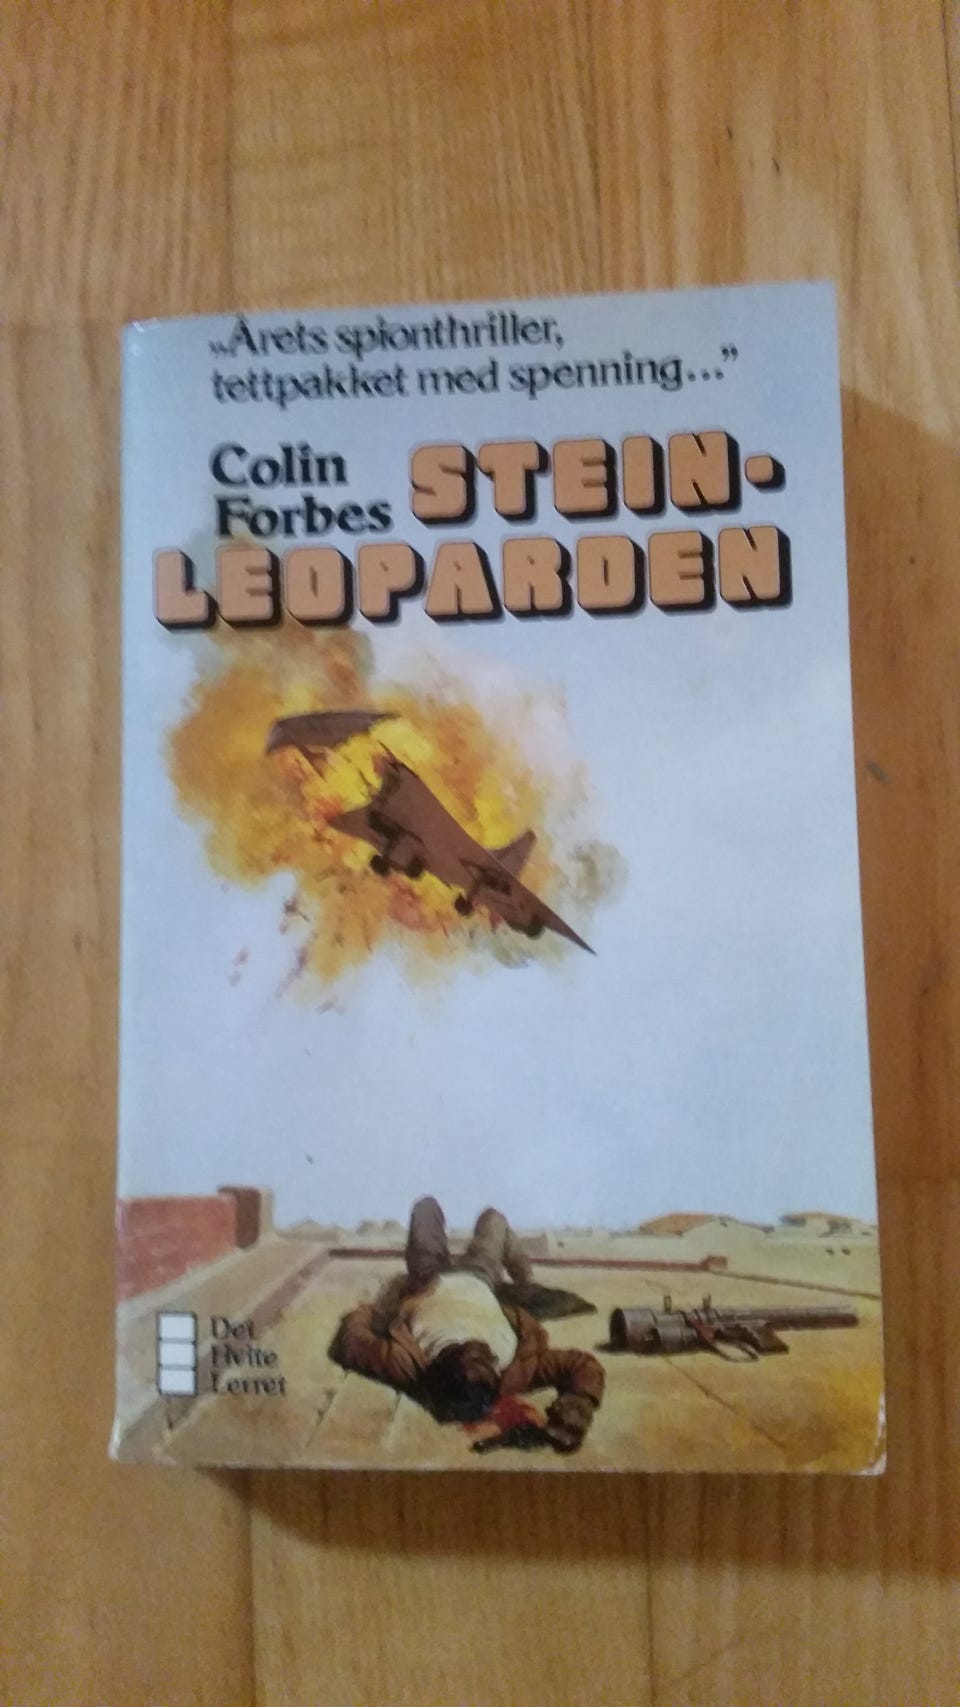 „Årets spionthriller,
tettpakket med spenning...”
Colin
Forbes
STEIN-
LEOPARDEN
Det
Hvite
Lerret